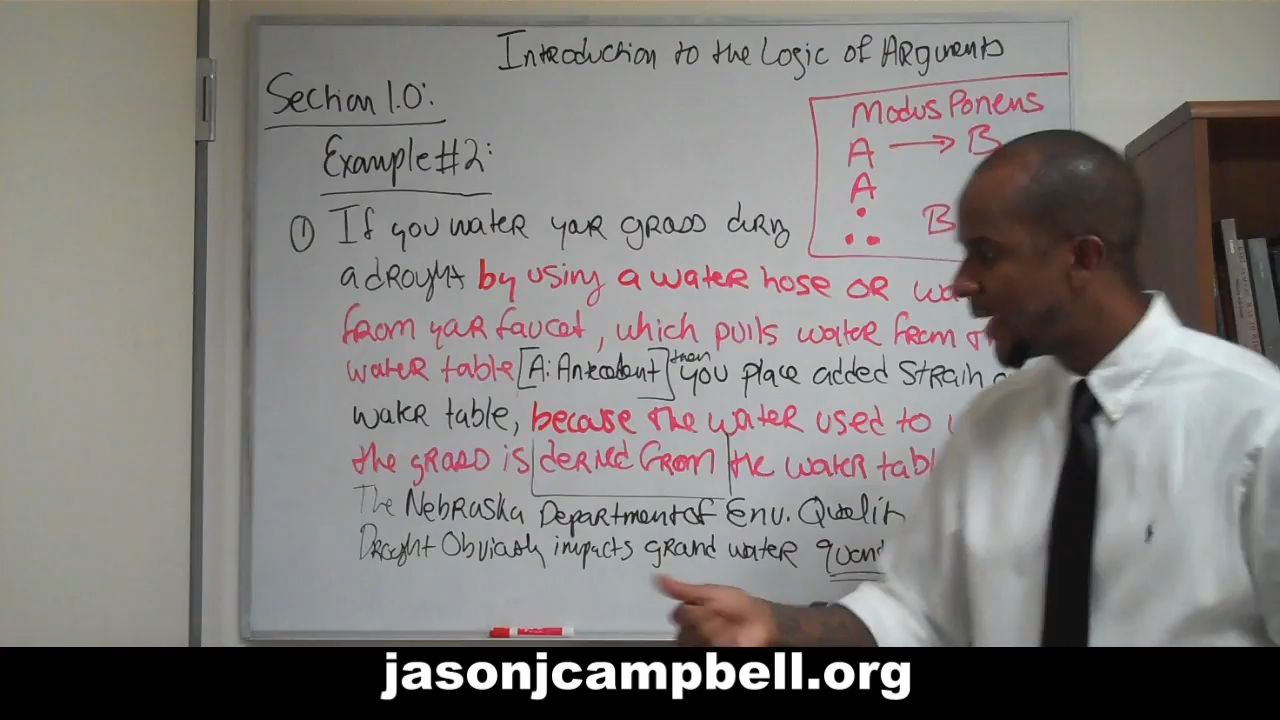 Introduction to the Logic of Arguments
Section 1.0:
Modus Ponens
A → B
A
∴ B
Example #2:
① If you water your grass during
a drought by using a water hose or
from your faucet, which pulls water from
water table [A: Antecedent] then you place added strain
water table, because the water used to
the grass is derived from the water
The Nebraska Department of Env. Quality
Drought Obviously impacts ground water
jasonjcampbell.org